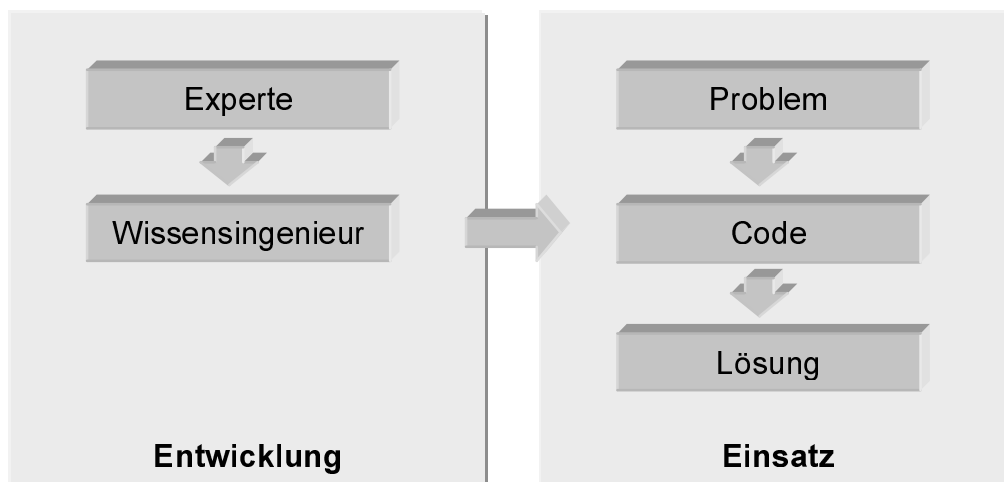 Experte
Wissensingenieur
Entwicklung
Problem
Code
Lösung
Einsatz